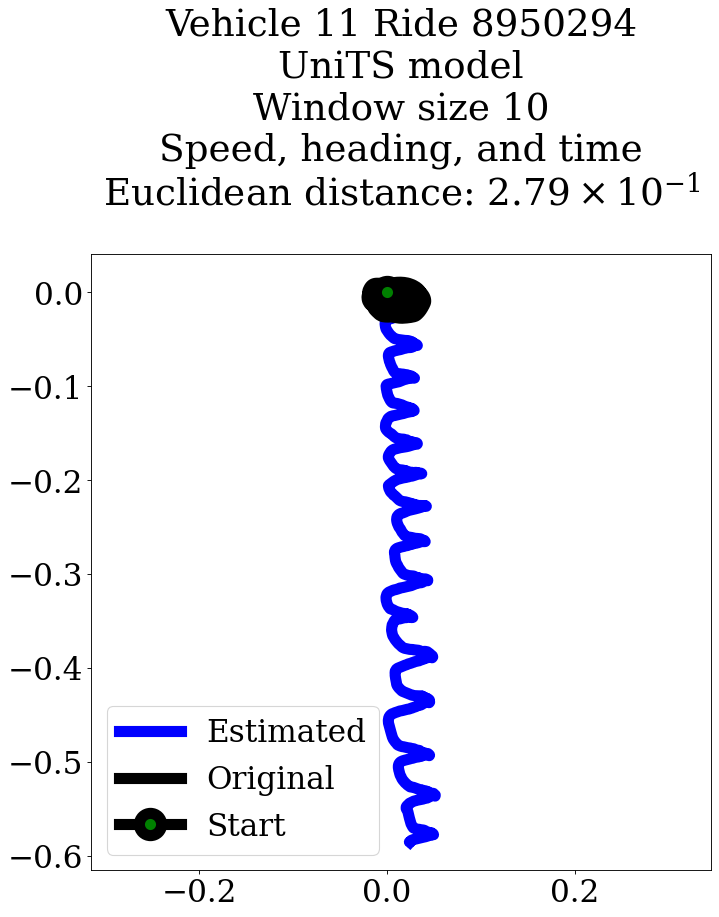 Vehicle 11 Ride 8950294
UniTS model
Window size 10
Speed, heading, and time
Euclidean distance: 2.79 × 10⁻¹
0.0
−0.1
−0.2
−0.3
−0.4
−0.5
−0.6
Estimated
Original
Start
−0.2 0.0 0.2